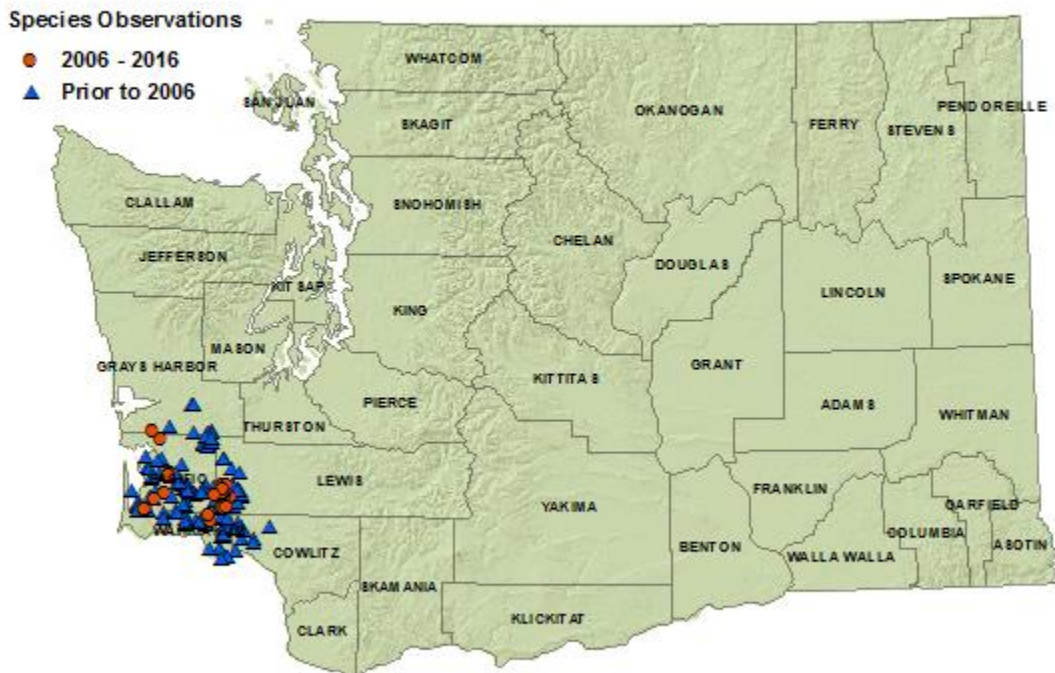 Species Observations
2006 - 2016
Prior to 2006
WHATCOM
SAN JUAN
OKANOGAN
PEND OREILLE
SKAGIT
FERRY
STEVENS
CLALLAM
SNOHOMISH
CHELAN
JEFFERSON
DOUGLAS
KITSAP
SPOKANE
LINCOLN
KING
MASON
GRAYS HARBOR
KITTITAS
GRANT
PIERCE
ADAMS
WHITMAN
THURSTON
LEWIS
FRANKLIN
YAKIMA
GARFIELD
COLUMBIA
ASOTIN
BENTON
COWLITZ
WALLA WALLA
SKAMANIA
KLICKITAT
CLARK